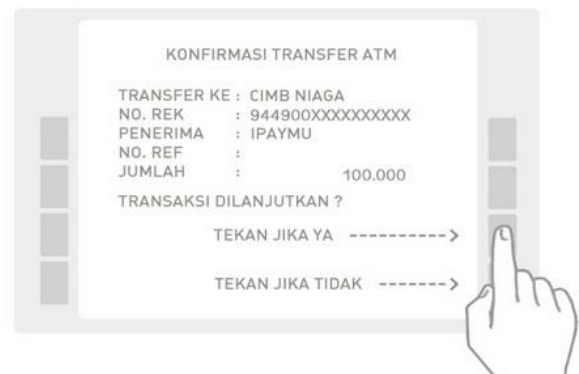 KONFIRMASI TRANSFER ATM
TRANSFER KE : CIMB NIAGA
NO. REK : 944900XXXXXXXXXX
PENERIMA : IPAYMU
NO. REF :
JUMLAH : 100.000
TRANSAKSI DILANJUTKAN ?
TEKAN JIKA YA ---------->
TEKAN JIKA TIDAK ------->